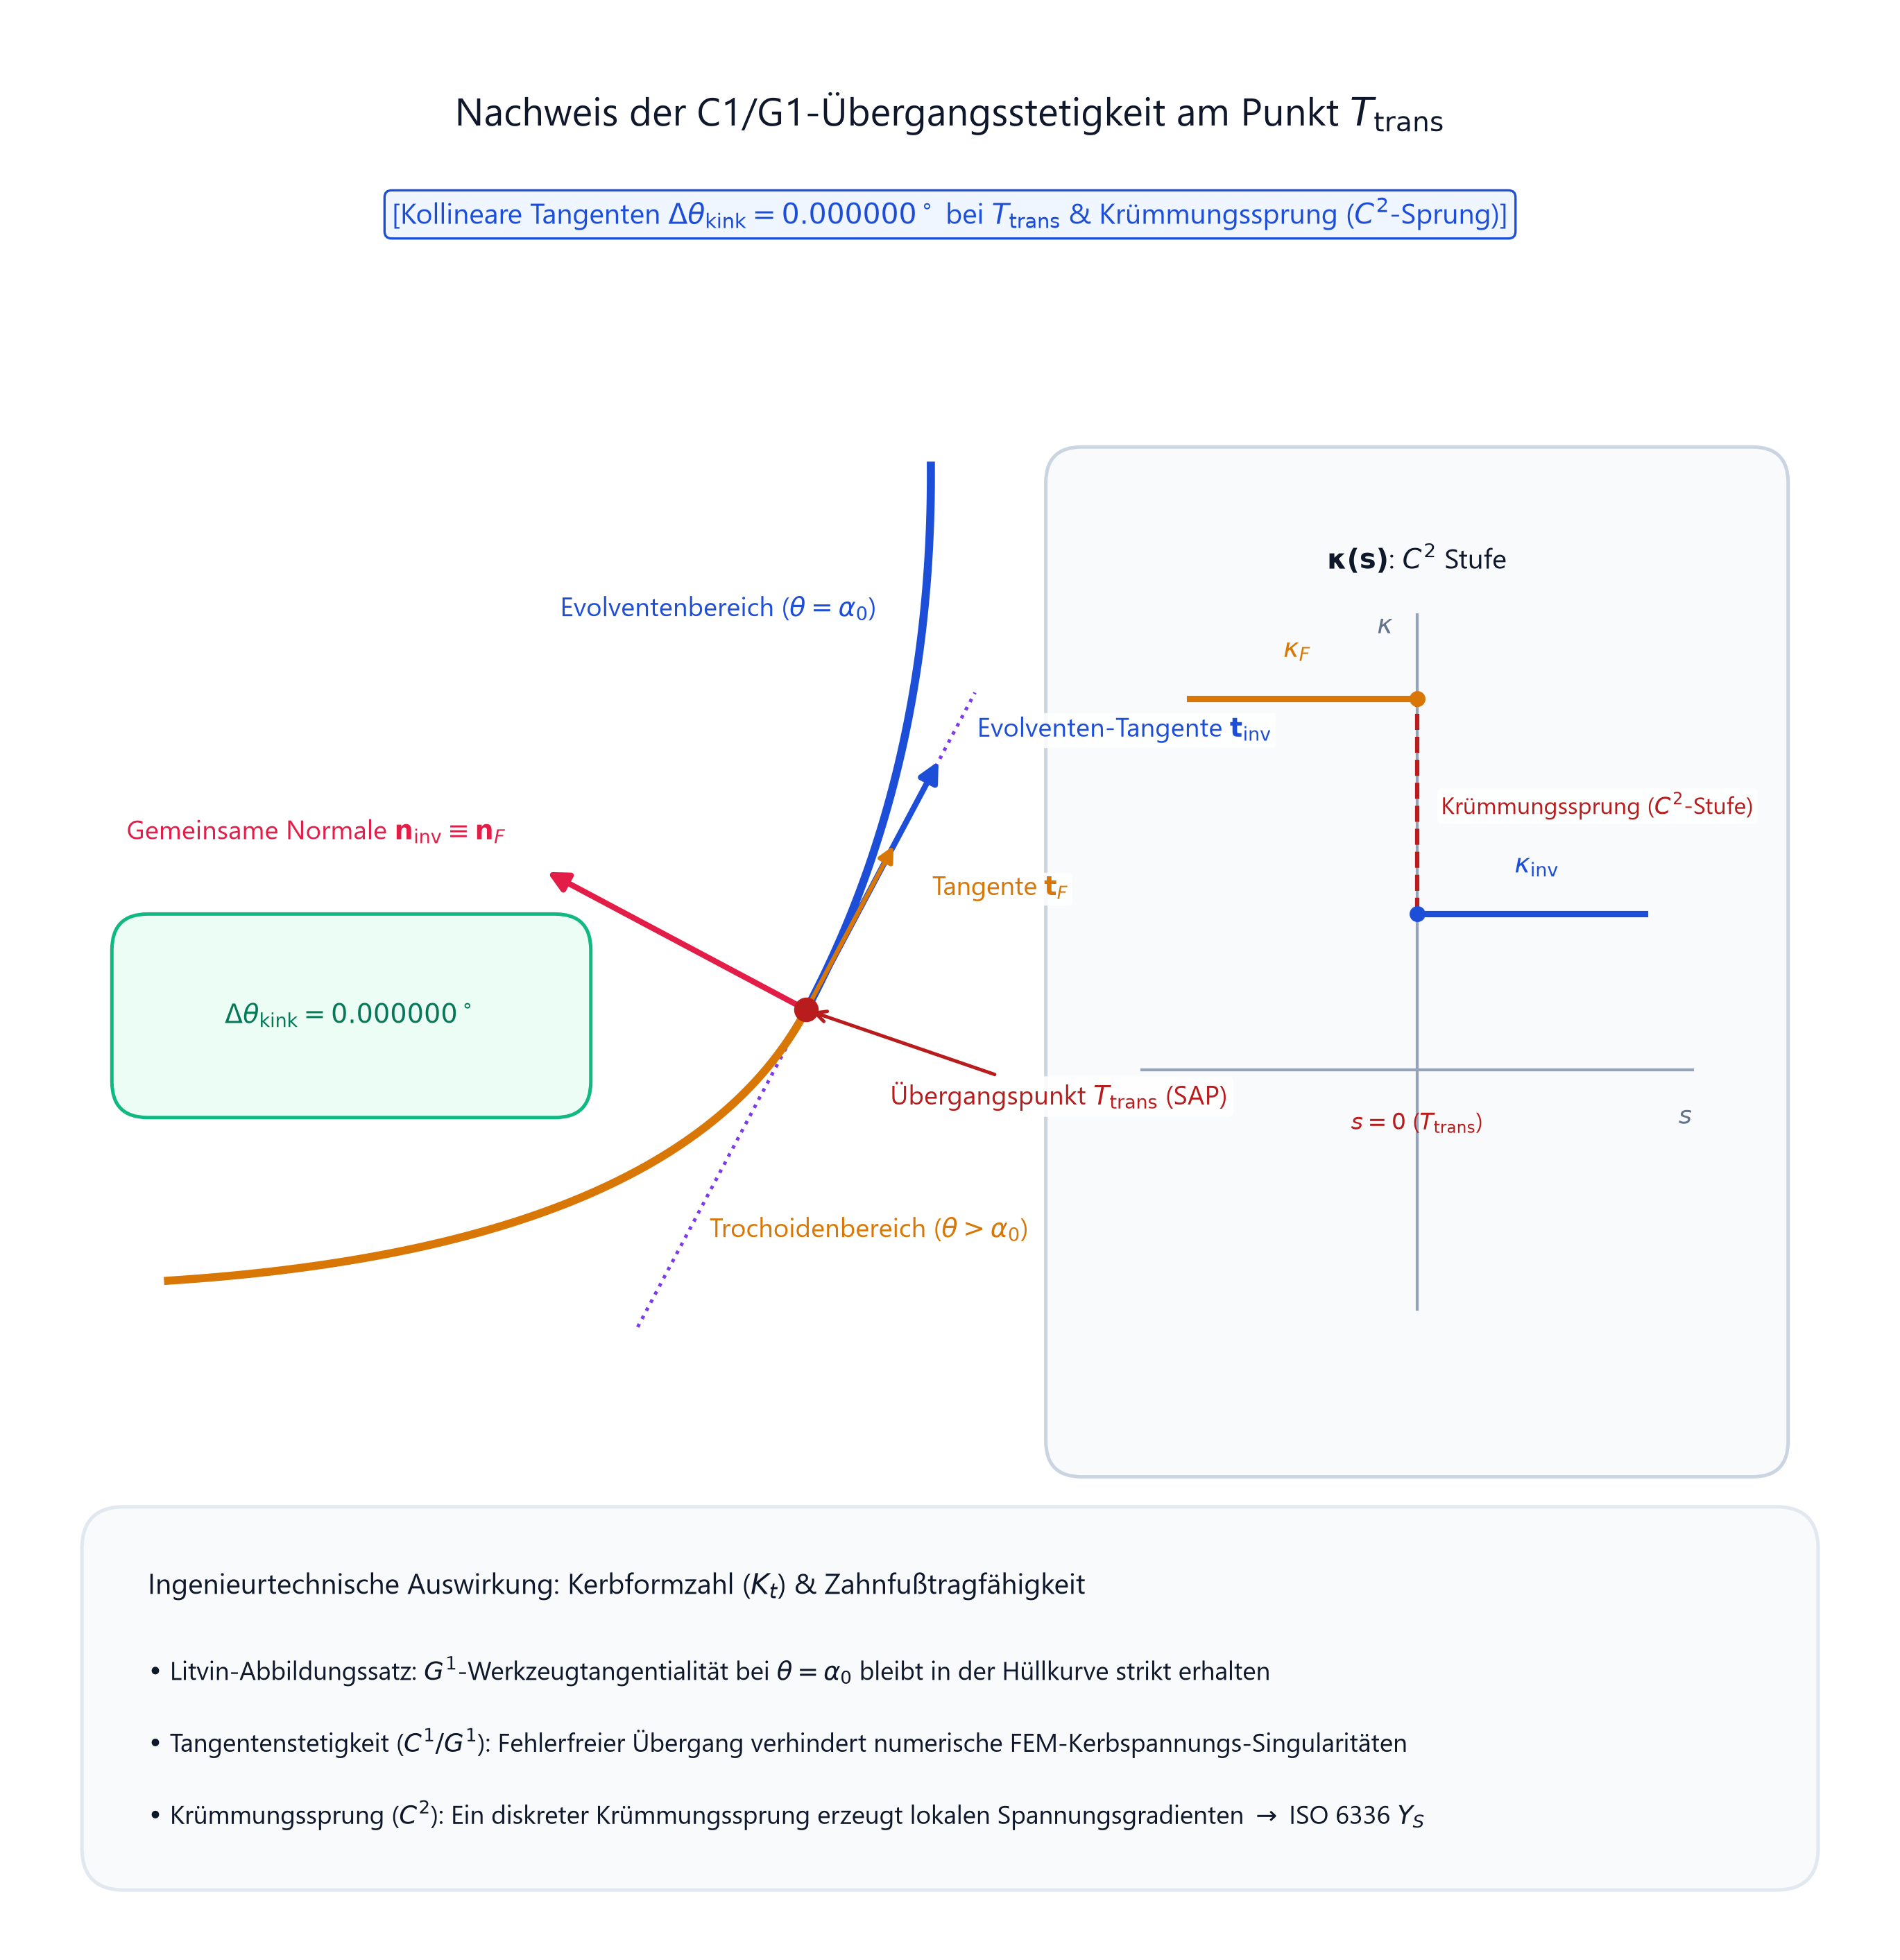 Nachweis der C1/G1-Übergangsstetigkeit am Punkt T_trans
[Kollineare Tangenten Δθ_kink = 0.000000° bei T_trans & Krümmungssprung (C²-Sprung)]
κ(s): C² Stufe
Evolventenbereich (θ = α₀)
κ
κ_F
Evolventen-Tangente t_inv
Krümmungssprung (C²-Stufe)
Gemeinsame Normale n_inv ≡ n_F
κ_inv
Tangente t_F
Δθ_kink = 0.000000°
Übergangspunkt T_trans (SAP)
s = 0 (T_trans)
s
Trochoidenbereich (θ > α₀)
Ingenieurtechnische Auswirkung: Kerbformzahl (K_t) & Zahnfußtragfähigkeit
• Litvin-Abbildungssatz: G¹-Werkzeugtangentialität bei θ = α₀ bleibt in der Hüllkurve strikt erhalten
• Tangentenstetigkeit (C¹/G¹): Fehlerfreier Übergang verhindert numerische FEM-Kerbspannungs-Singularitäten
• Krümmungssprung (C²): Ein diskreter Krümmungssprung erzeugt lokalen Spannungsgradienten → ISO 6336 Y_S